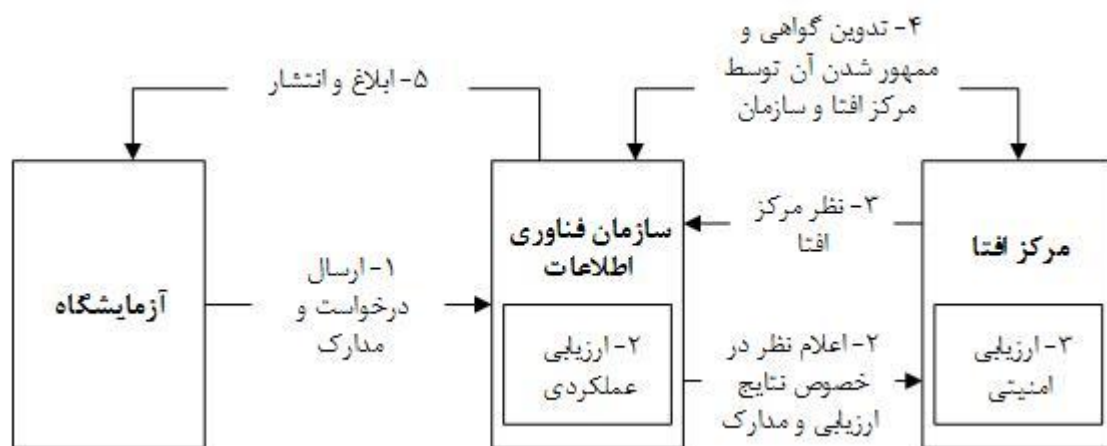 ۴- تدوین گواهی و
ممهور شدن آن توسط
مرکز افتا و سازمان
۵- ابلاغ و انتشار
مرکز افتا
۳- ارزیابی
امنیتی
۳- نظر مرکز
افتا
۲- اعلام نظر در
خصوص نتایج
ارزیابی و مدارک
سازمان فناوری
اطلاعات
۲- ارزیابی
عملکردی
۱- ارسال
درخواست و
مدارک
آزمایشگاه